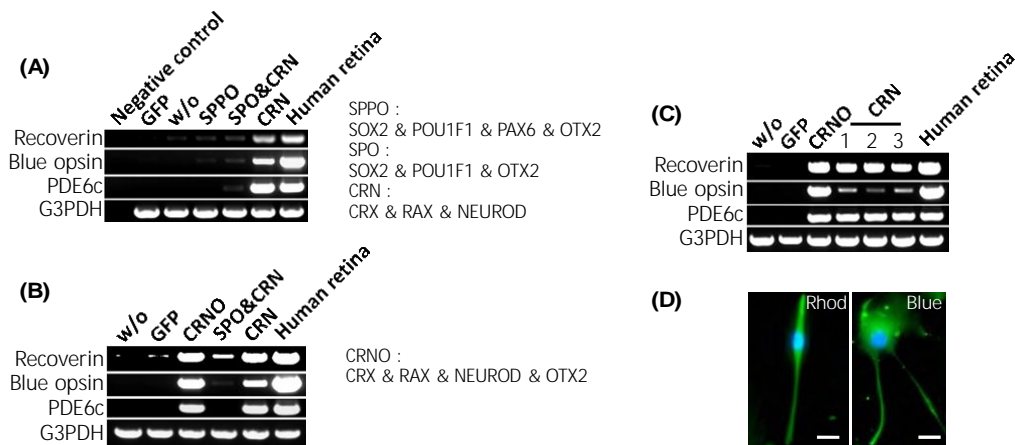 (A)
Negative control
GFP
w/o
SPPO
SPO&CRN
CRN
Human retina
Recoverin
Blue opsin
PDE6c
G3PDH
SPPO :
SOX2 & POU1F1 & PAX6 & OTX2
SPO :
SOX2 & POU1F1 & OTX2
CRN :
CRX & RAX & NEUROD
(B)
w/o
GFP
CRNO
SPO&CRN
CRN
Human retina
Recoverin
Blue opsin
PDE6c
G3PDH
CRNO :
CRX & RAX & NEUROD & OTX2
(C)
w/o
GFP
CRNO
CRN
1 2 3
Human retina
Recoverin
Blue opsin
PDE6c
G3PDH
(D)
Rhod
Blue